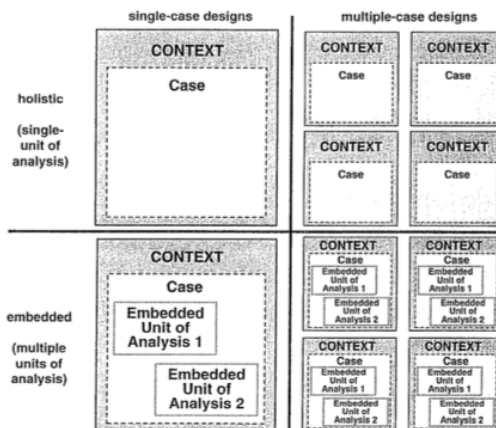 single-case designs
multiple-case designs
holistic
(single-
unit of
analysis)
CONTEXT
Case
CONTEXT
Case
CONTEXT
Case
CONTEXT
Case
CONTEXT
Case
embedded
(multiple
units of
analysis)
CONTEXT
Case
Embedded
Unit of
Analysis 1
Embedded
Unit of
Analysis 2
CONTEXT
Case
Embedded
Unit of
Analysis 1
Embedded
Unit of
Analysis 2
CONTEXT
Case
Embedded
Unit of
Analysis 1
Embedded
Unit of
Analysis 2
CONTEXT
Case
Embedded
Unit of
Analysis 1
Embedded
Unit of
Analysis 2
CONTEXT
Case
Embedded
Unit of
Analysis 1
Embedded
Unit of
Analysis 2